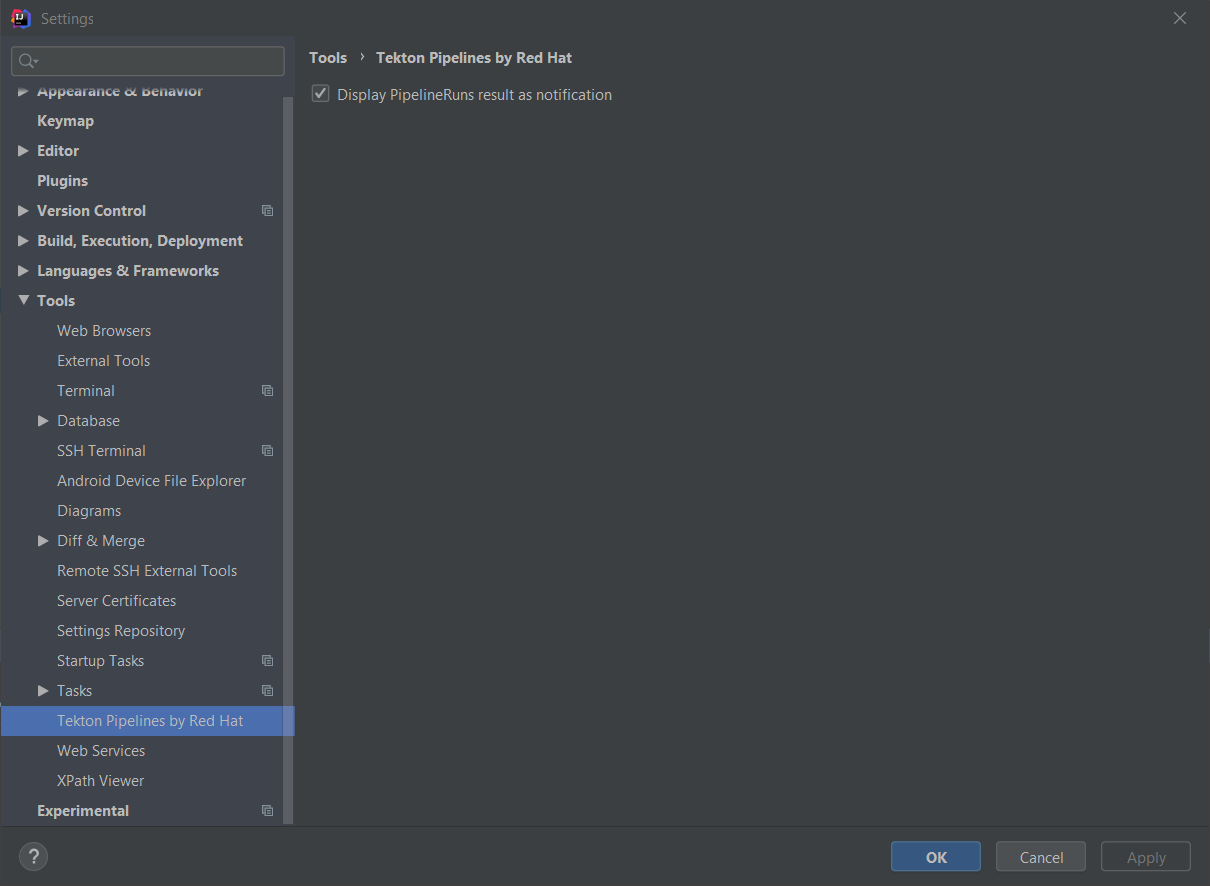 Settings
Tools › Tekton Pipelines by Red Hat
Display PipelineRuns result as notification
Appearance & Behavior
Keymap
Editor
Plugins
Version Control
Build, Execution, Deployment
Languages & Frameworks
Tools
Web Browsers
External Tools
Terminal
Database
SSH Terminal
Android Device File Explorer
Diagrams
Diff & Merge
Remote SSH External Tools
Server Certificates
Settings Repository
Startup Tasks
Tasks
Tekton Pipelines by Red Hat
Web Services
XPath Viewer
Experimental
?
OK
Cancel
Apply